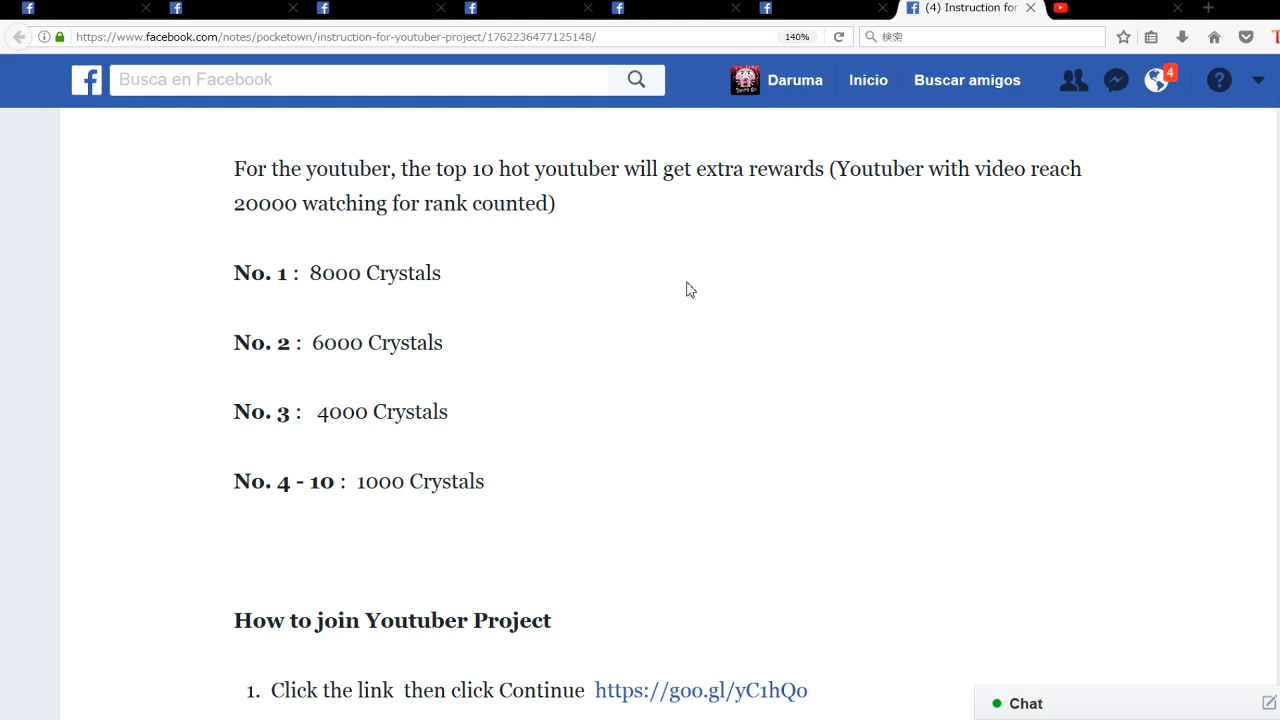 (4) Instruction for
https://www.facebook.com/notes/pocketown/instruction-for-youtuber-project/1762236477125148/
140%
検索
Busca en Facebook
Daruma
Inicio
Buscar amigos
4
For the youtuber, the top 10 hot youtuber will get extra rewards (Youtuber with video reach
20000 watching for rank counted)
No. 1 : 8000 Crystals
No. 2 : 6000 Crystals
No. 3 : 4000 Crystals
No. 4 - 10 : 1000 Crystals
How to join Youtuber Project
1. Click the link then click Continue https://goo.gl/yC1hQo
Chat